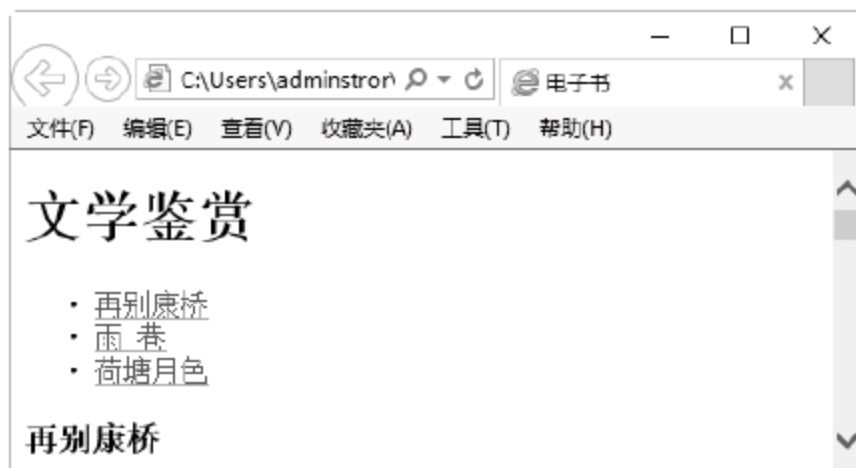 C:\Users\adminstror\
电子书
文件(F) 编辑(E) 查看(V) 收藏夹(A) 工具(T) 帮助(H)
文学鉴赏
· 再别康桥
· 雨 巷
· 荷塘月色
再别康桥